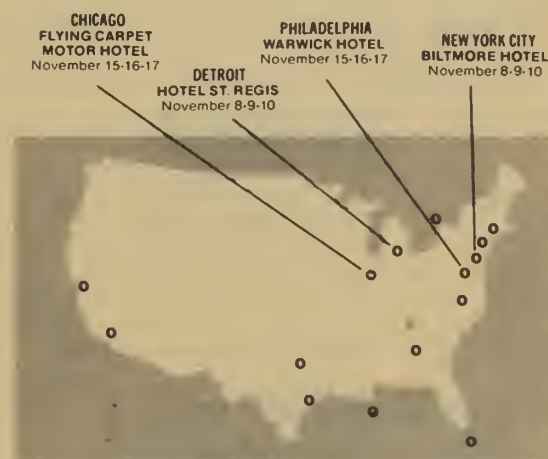 CHICAGO
FLYING CARPET
MOTOR HOTEL
November 15-16-17
DETROIT
HOTEL ST. REGIS
November 8-9-10
PHILADELPHIA
WARWICK HOTEL
November 15-16-17
NEW YORK CITY
BILTMORE HOTEL
November 8-9-10